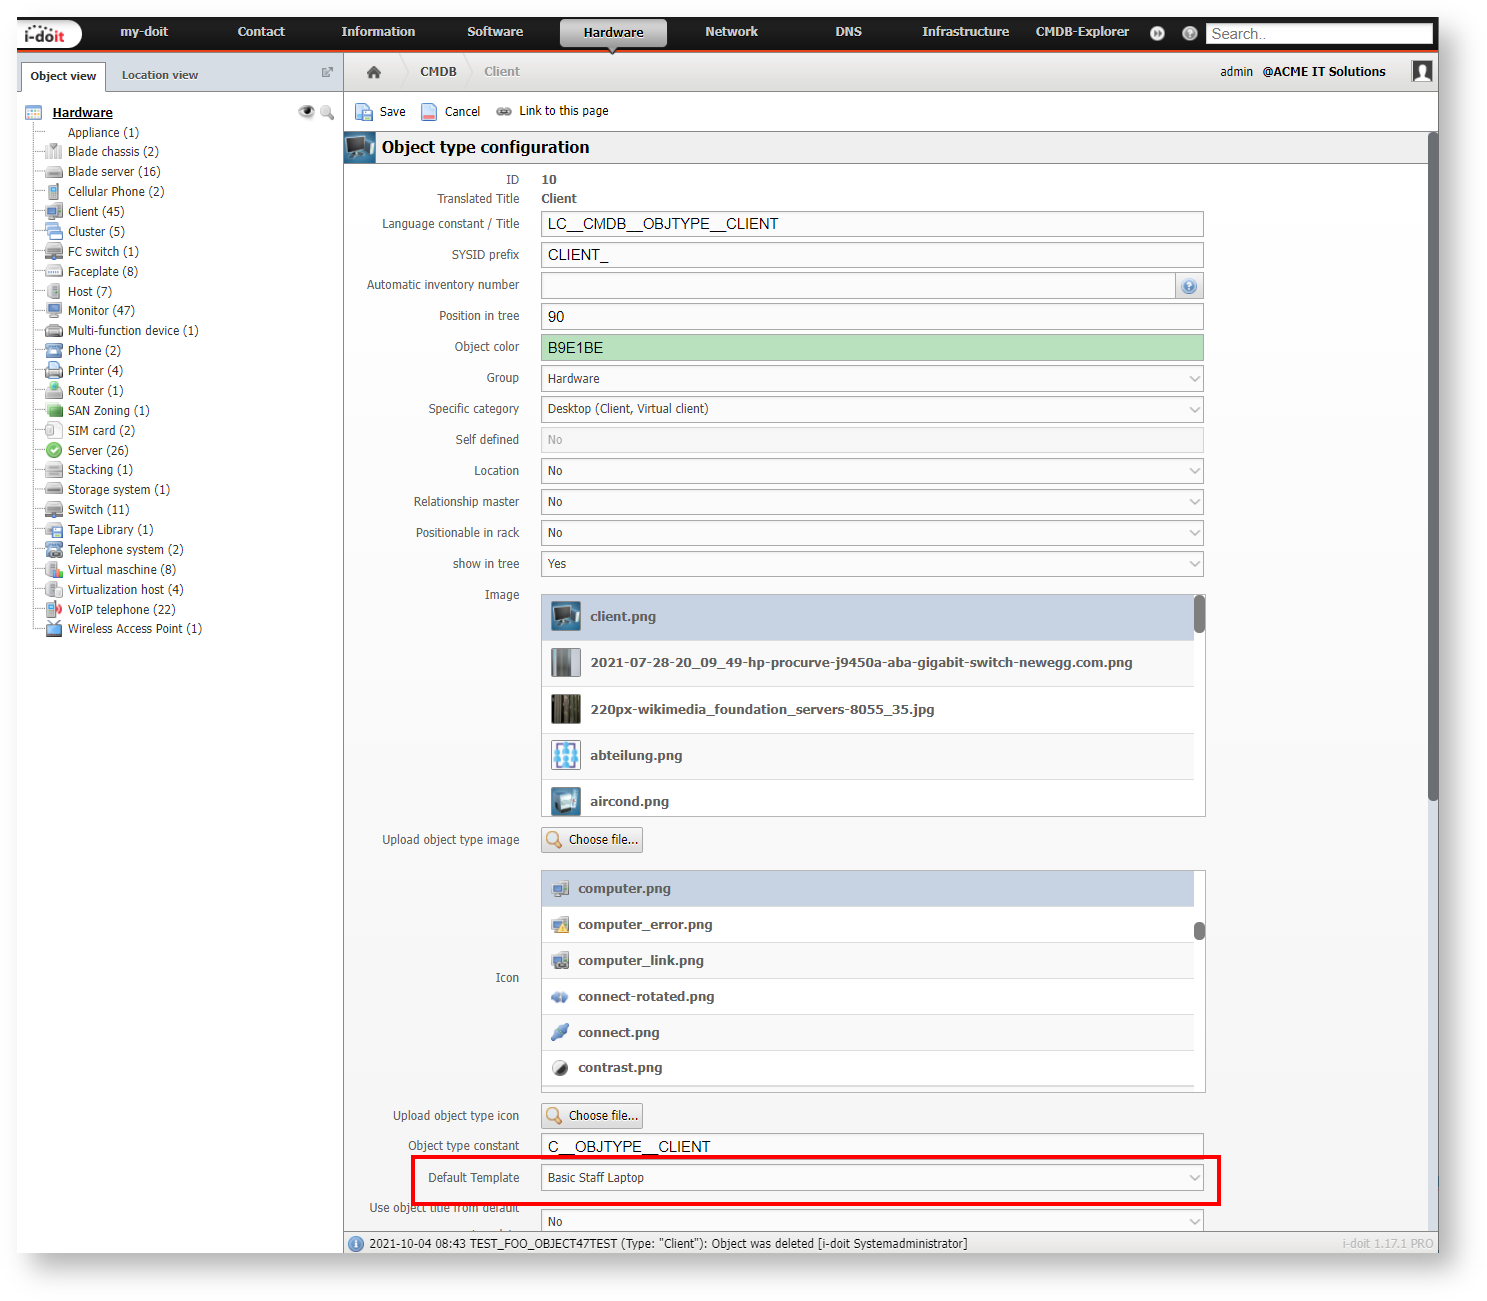 i-doit
my-doit
Contact
Information
Software
Hardware
Network
DNS
Infrastructure
CMDB-Explorer
Search..
Object view
Location view
CMDB
Client
admin @ACME IT Solutions
Hardware
Appliance (1)
Blade chassis (2)
Blade server (16)
Cellular Phone (2)
Client (45)
Cluster (5)
FC switch (1)
Faceplate (8)
Host (7)
Monitor (47)
Multi-function device (1)
Phone (2)
Printer (4)
Router (1)
SAN Zoning (1)
SIM card (2)
Server (26)
Stacking (1)
Storage system (1)
Switch (11)
Tape Library (1)
Telephone system (2)
Virtual maschine (8)
Virtualization host (4)
VoIP telephone (22)
Wireless Access Point (1)
Save
Cancel
Link to this page
Object type configuration
ID 10
Translated Title Client
Language constant / Title LC__CMDB__OBJTYPE__CLIENT
SYSID prefix CLIENT_
Automatic inventory number
Position in tree 90
Object color B9E1BE
Group Hardware
Specific category Desktop (Client, Virtual client)
Self defined No
Location No
Relationship master No
Positionable in rack No
show in tree Yes
Image
client.png
2021-07-28-20_09_49-hp-procurve-j9450a-aba-gigabit-switch-newegg.com.png
220px-wikimedia_foundation_servers-8055_35.jpg
abteilung.png
aircond.png
Upload object type image Choose file...
computer.png
computer_error.png
computer_link.png
Icon
connect-rotated.png
connect.png
contrast.png
Upload object type icon Choose file...
Object type constant C__OBJTYPE__CLIENT
Default Template Basic Staff Laptop
Use object title from default
No
2021-10-04 08:43 TEST_FOO_OBJECT47TEST (Type: "Client"): Object was deleted [i-doit Systemadministrator]
i-doit 1.17.1 PRO